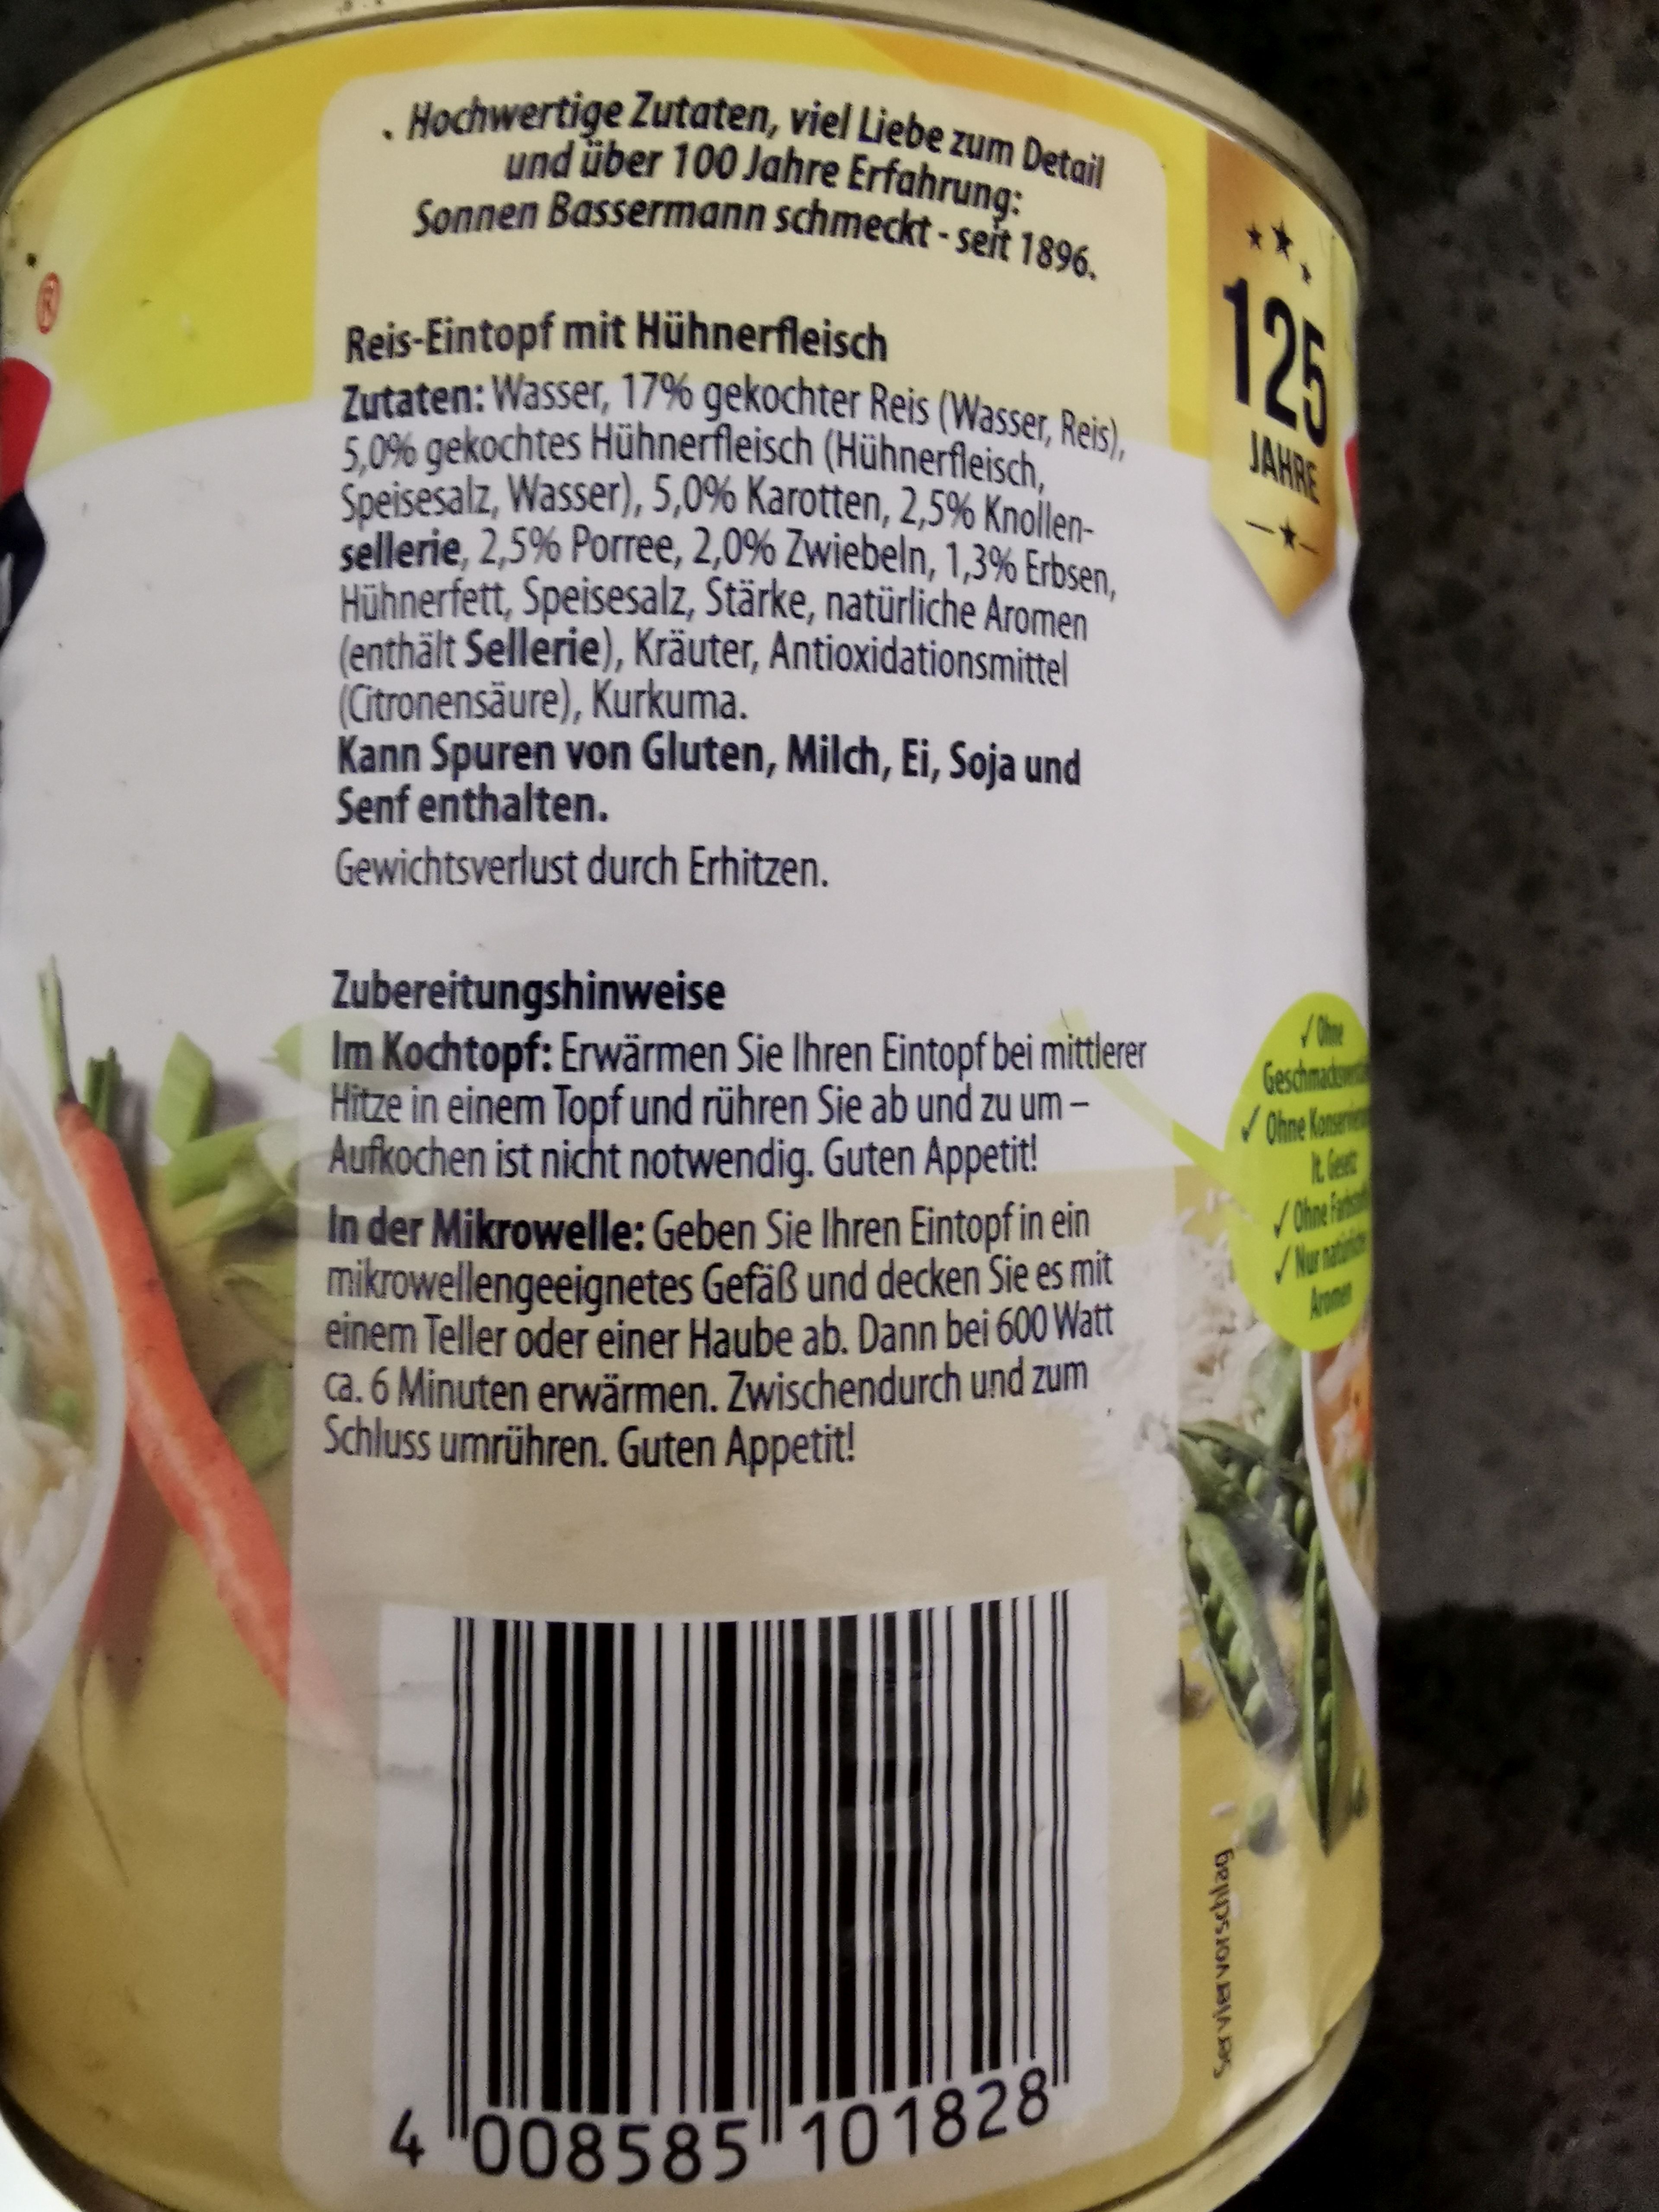 Hochwertige Zutaten, viel Liebe zum Detail
und über 100 Jahre Erfahrung:
Sonnen Bassermann schmeckt - seit 1896.
®
125
JAHRE
Reis-Eintopf mit Hühnerfleisch
Zutaten: Wasser, 17% gekochter Reis (Wasser, Reis),
5,0% gekochtes Hühnerfleisch (Hühnerfleisch,
Speisesalz, Wasser), 5,0% Karotten, 2,5% Knollen-
sellerie, 2,5% Porree, 2,0% Zwiebeln, 1,3% Erbsen,
Hühnerfett, Speisesalz, Stärke, natürliche Aromen
(enthält Sellerie), Kräuter, Antioxidationsmittel
(Citronensäure), Kurkuma.
Kann Spuren von Gluten, Milch, Ei, Soja und
Senf enthalten.
Gewichtsverlust durch Erhitzen.
Zubereitungshinweise
Im Kochtopf: Erwärmen Sie Ihren Eintopf bei mittlerer
Hitze in einem Topf und rühren Sie ab und zu um –
Aufkochen ist nicht notwendig. Guten Appetit!
In der Mikrowelle: Geben Sie Ihren Eintopf in ein
mikrowellengeeignetes Gefäß und decken Sie es mit
einem Teller oder einer Haube ab. Dann bei 600 Watt
ca. 6 Minuten erwärmen. Zwischendurch und zum
Schluss umrühren. Guten Appetit!
✓ Ohne
✓ Ohne
lt. Gesetz
✓ Ohne
✓ Nur
Aromen
Serviervorschlag
4 008585 101828